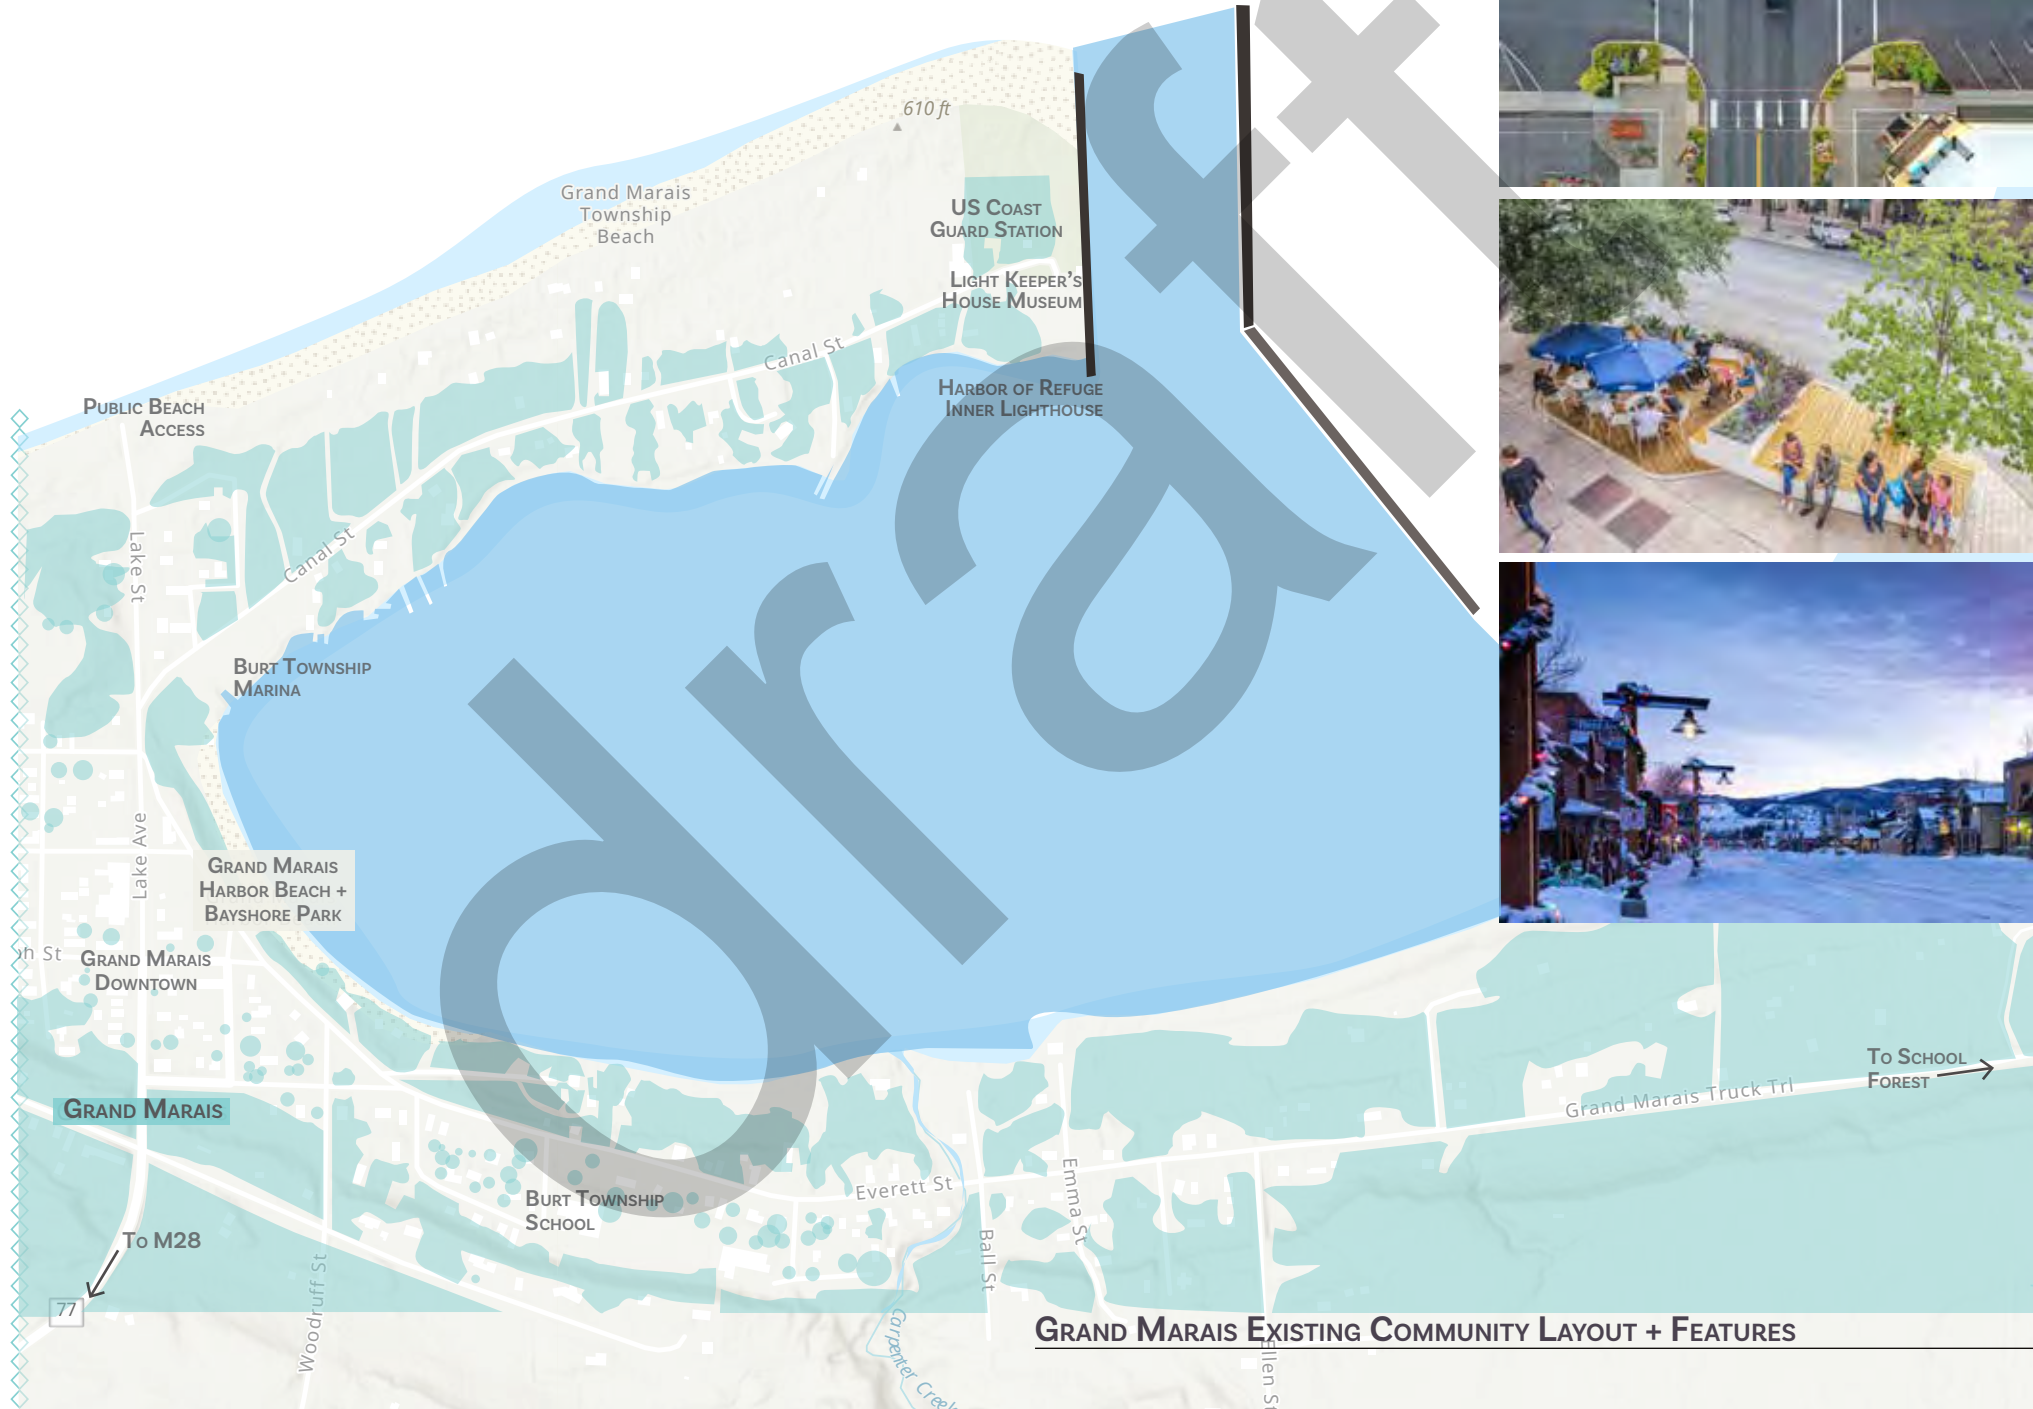 610 ft
Grand Marais
Township
Beach
US Coast
Guard Station
Light Keeper's
House Museum
Canal St
Harbor of Refuge
Inner Lighthouse
Public Beach
Access
Lake St
Canal St
Burt Township
Marina
draft
Lake Ave
Grand Marais
Harbor Beach +
Bayshore Park
h St
Grand Marais
Downtown
To School
Forest
Grand Marais Truck Trl
Grand Marais
Everett St
Emma St
Burt Township
School
To M28
Ball St
77
Woodruff St
Carpenter Creek
Grand Marais Existing Community Layout + Features
Ellen St